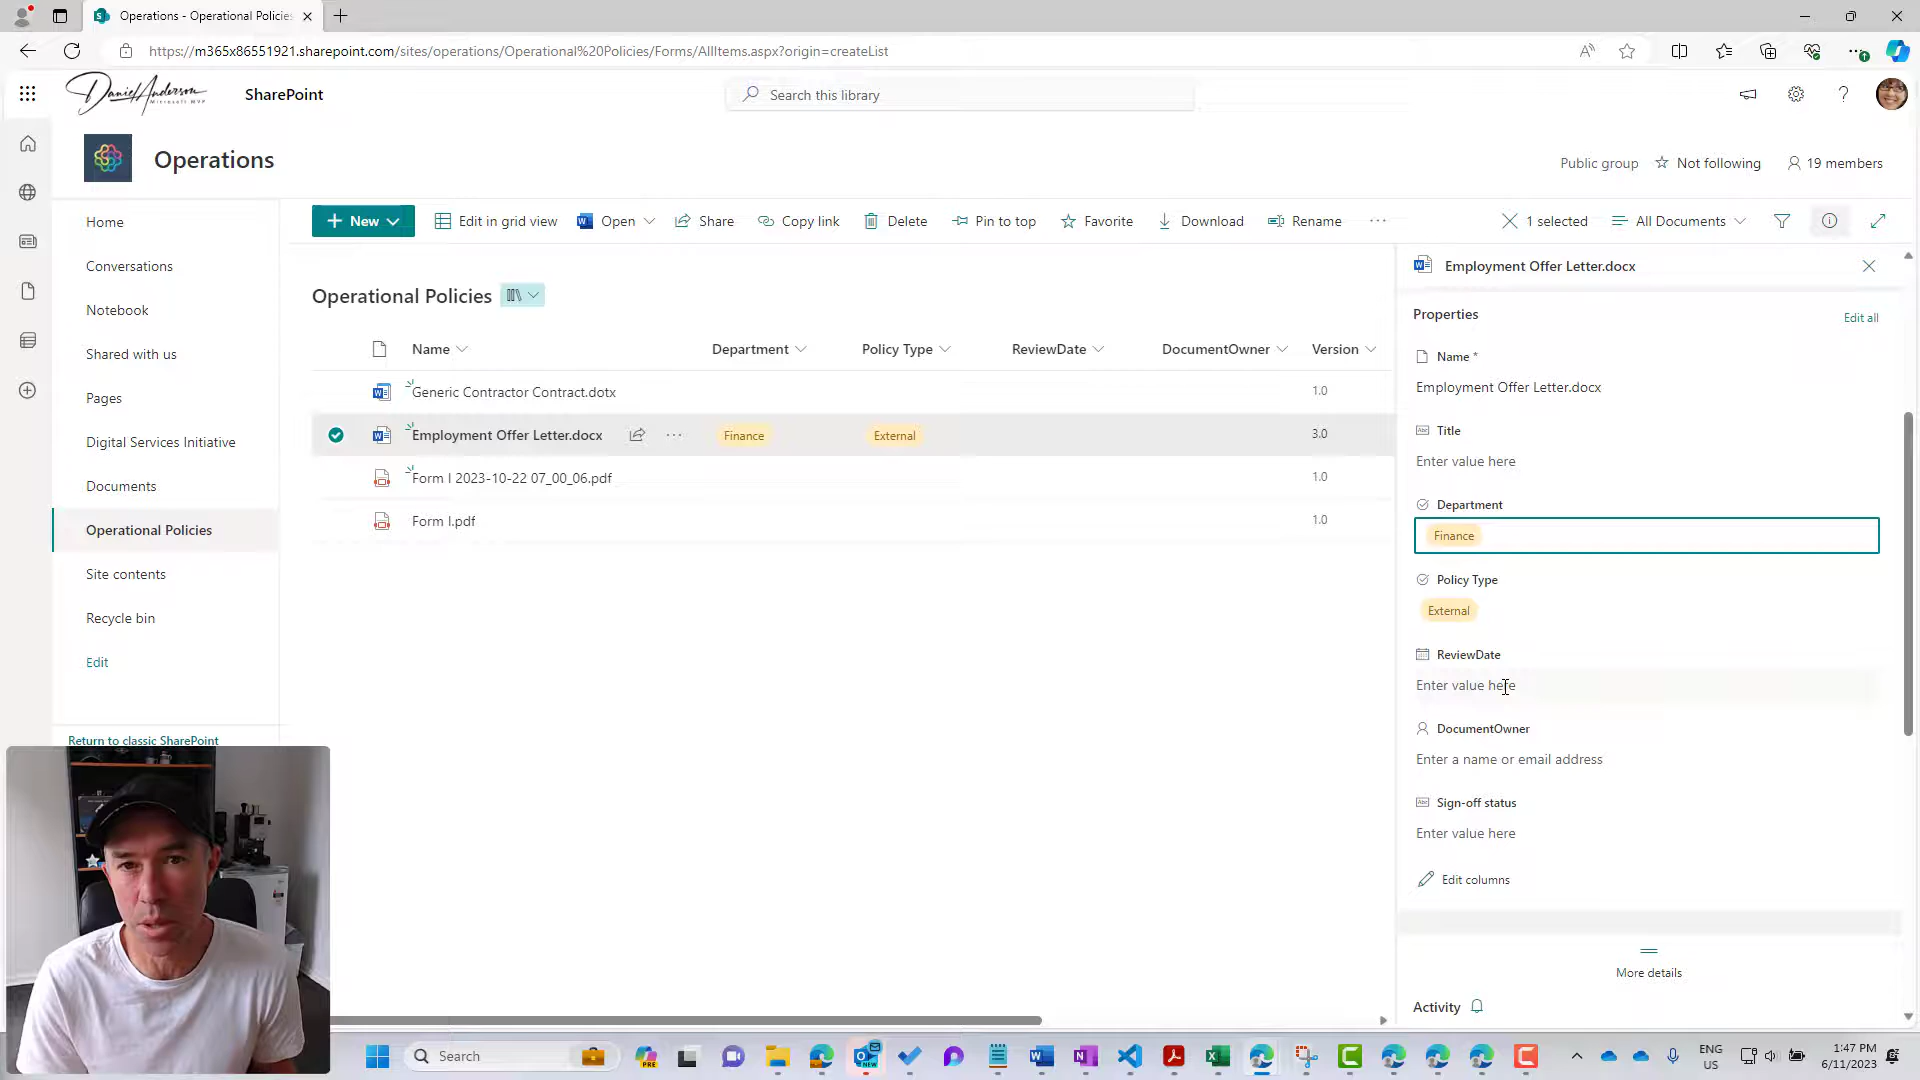 Operations - Operational Policies
https://m365x86551921.sharepoint.com/sites/operations/Operational%20Policies/Forms/AllItems.aspx?origin=createList
Daniel Anderson
Microsoft MVP
SharePoint
Search this library
Operations
Public group
Not following
19 members
Home
Conversations
Notebook
Shared with us
Pages
Digital Services Initiative
Documents
Operational Policies
Site contents
Recycle bin
Edit
Return to classic SharePoint
New
Edit in grid view
Open
Share
Copy link
Delete
Pin to top
Favorite
Download
Rename
1 selected
All Documents
Operational Policies
Name Department Policy Type ReviewDate DocumentOwner Version
Generic Contractor Contract.dotx 1.0
Employment Offer Letter.docx Finance External 3.0
Form I 2023-10-22 07_00_06.pdf 1.0
Form I.pdf 1.0
Employment Offer Letter.docx
Properties
Edit all
Name *
Employment Offer Letter.docx
Title
Enter value here
Department
Finance
Policy Type
External
ReviewDate
Enter value here
DocumentOwner
Enter a name or email address
Sign-off status
Enter value here
Edit columns
More details
Activity
Search
PRE
NEW
ENG
US
1:47 PM
6/11/2023